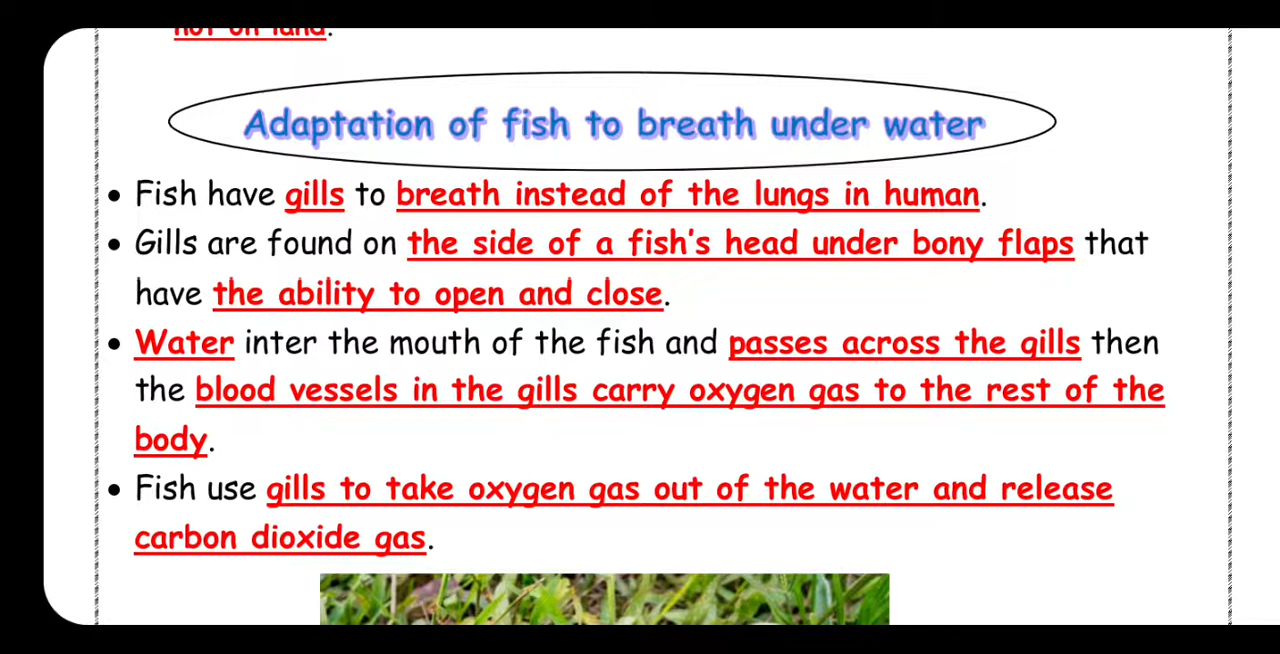 not on land.
Adaptation of fish to breath under water
• Fish have gills to breath instead of the lungs in human.
• Gills are found on the side of a fish's head under bony flaps that
have the ability to open and close.
• Water inter the mouth of the fish and passes across the gills then
the blood vessels in the gills carry oxygen gas to the rest of the
body.
• Fish use gills to take oxygen gas out of the water and release
carbon dioxide gas.